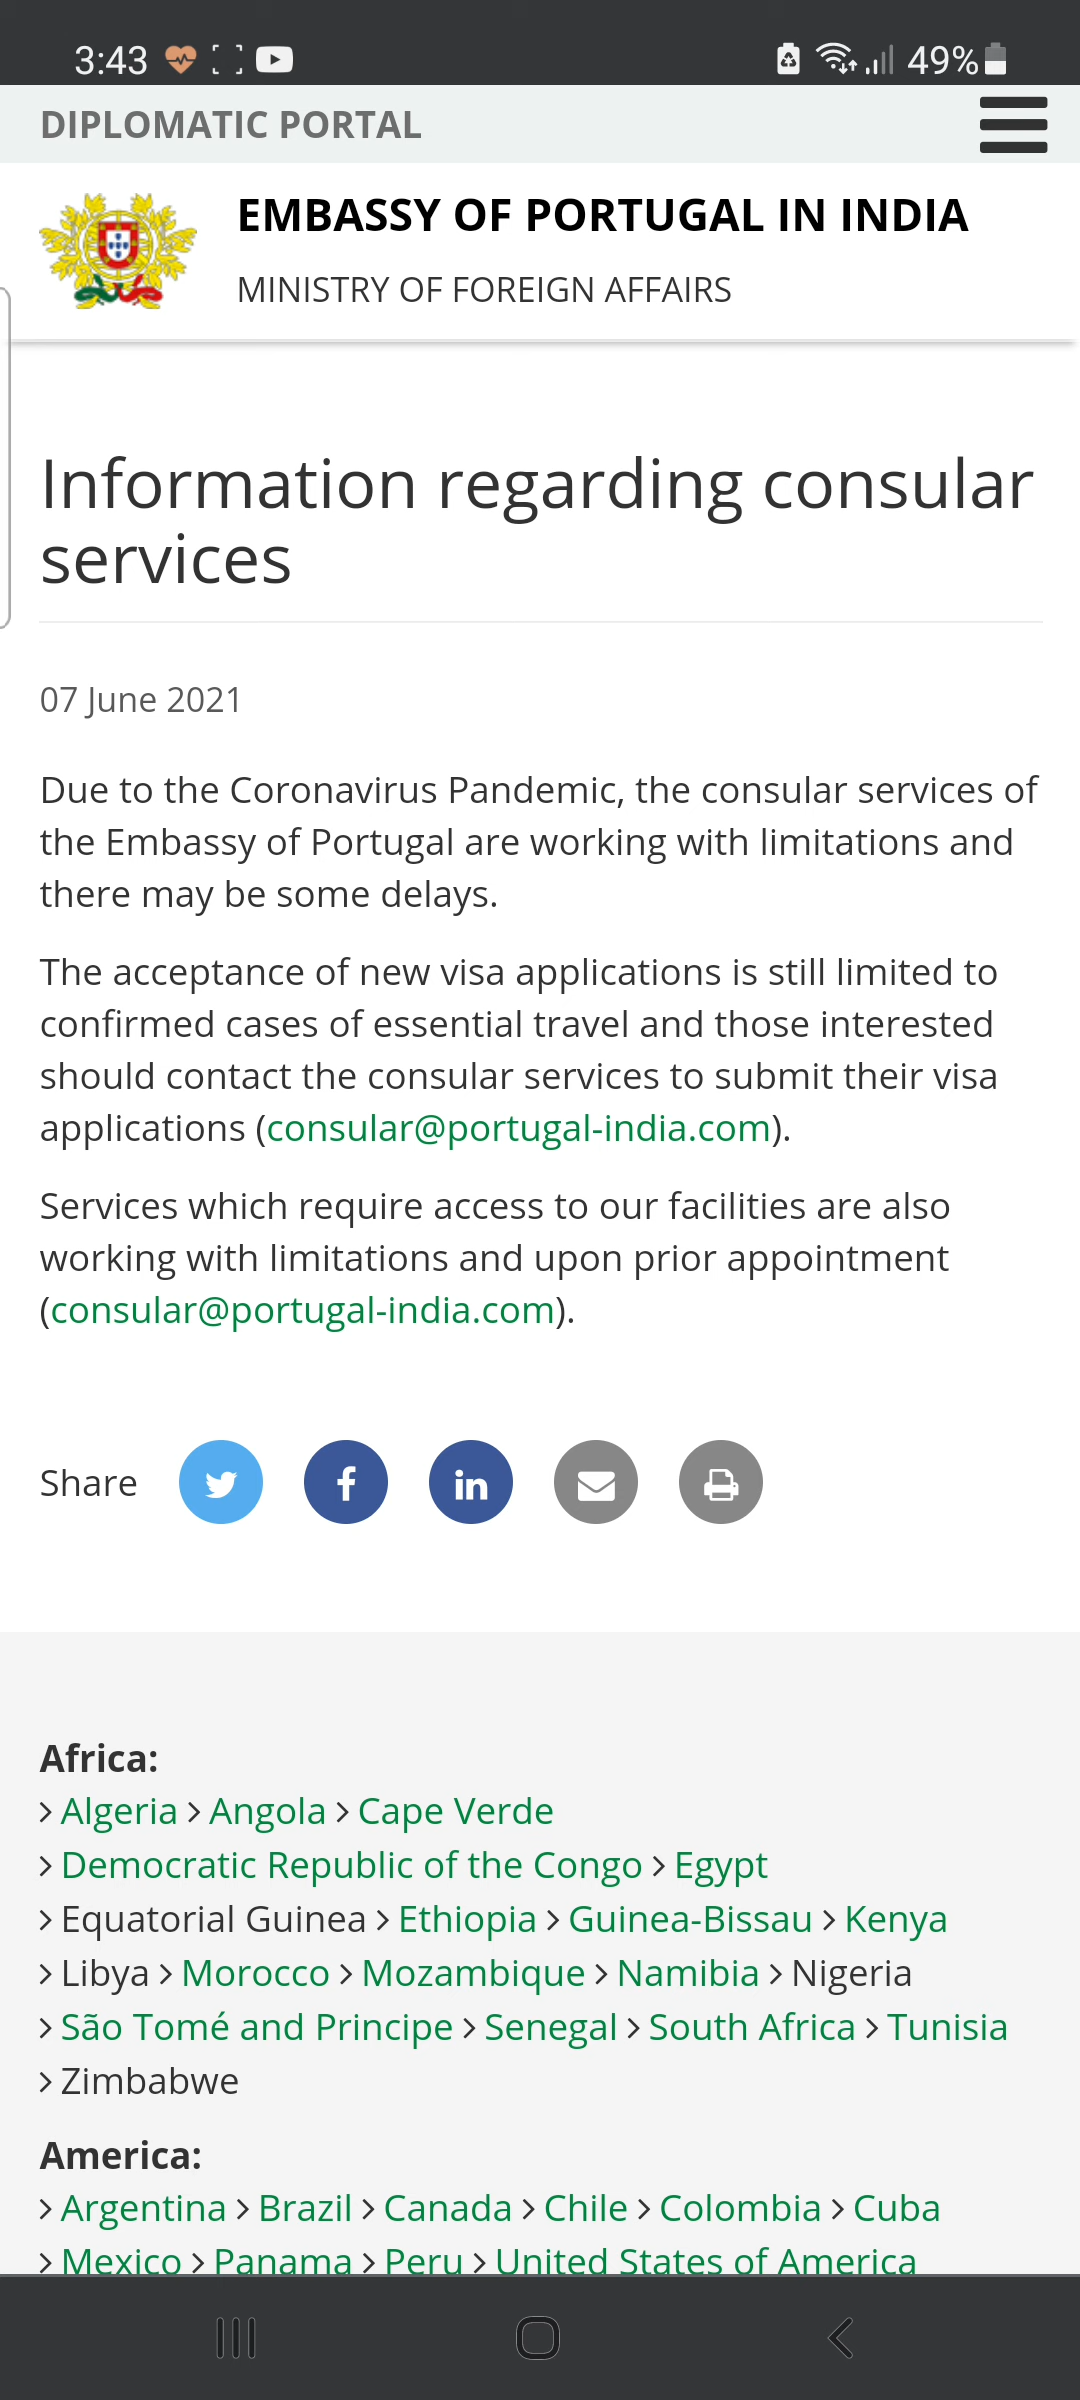 3:43 49%
DIPLOMATIC PORTAL
EMBASSY OF PORTUGAL IN INDIA
MINISTRY OF FOREIGN AFFAIRS
Information regarding consular
services
07 June 2021
Due to the Coronavirus Pandemic, the consular services of
the Embassy of Portugal are working with limitations and
there may be some delays.
The acceptance of new visa applications is still limited to
confirmed cases of essential travel and those interested
should contact the consular services to submit their visa
applications (consular@portugal-india.com).
Services which require access to our facilities are also
working with limitations and upon prior appointment
(consular@portugal-india.com).
Share
Africa:
> Algeria > Angola > Cape Verde
> Democratic Republic of the Congo > Egypt
> Equatorial Guinea > Ethiopia > Guinea-Bissau > Kenya
> Libya > Morocco > Mozambique > Namibia > Nigeria
> São Tomé and Principe > Senegal > South Africa > Tunisia
> Zimbabwe
America:
> Argentina > Brazil > Canada > Chile > Colombia > Cuba
> Mexico > Panama > Peru > United States of America